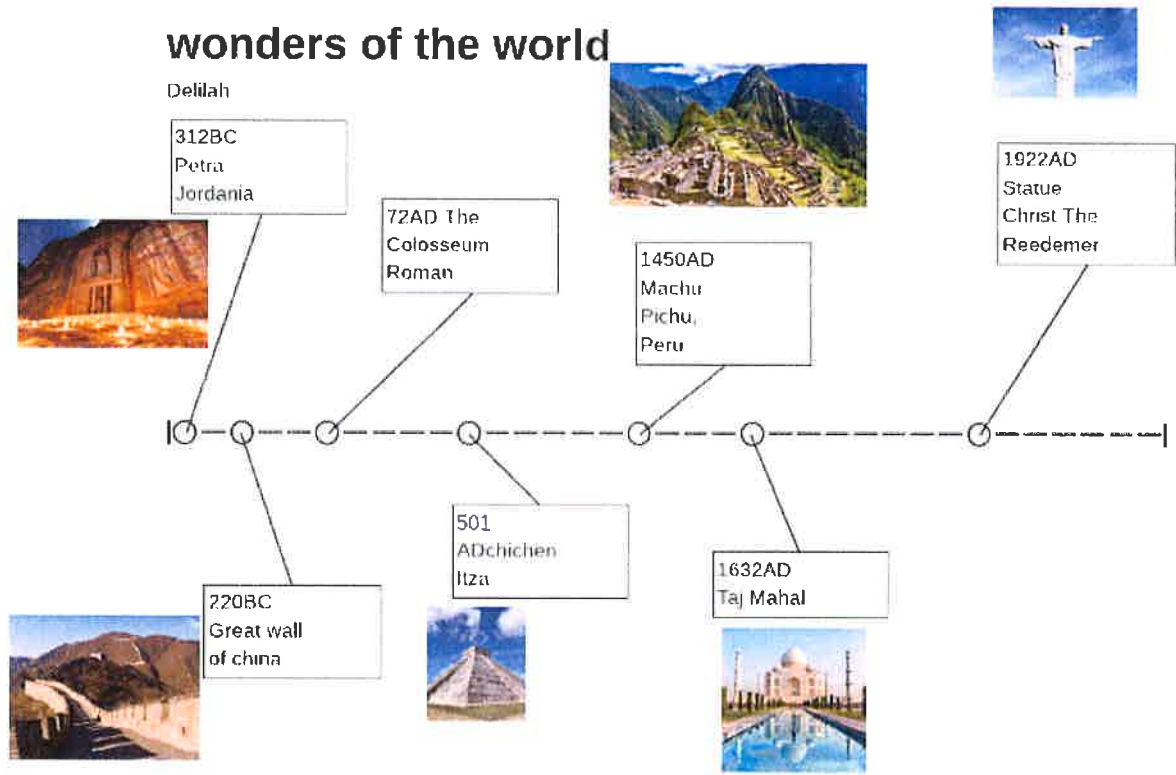 wonders of the world
Delilah
312BC
Petra
Jordania
72AD The
Colosseum
Roman
1450AD
Machu
Pichu,
Peru
1922AD
Statue
Christ The
Reedemer
220BC
Great wall
of china
501
ADchichen
Itza
1632AD
Taj Mahal